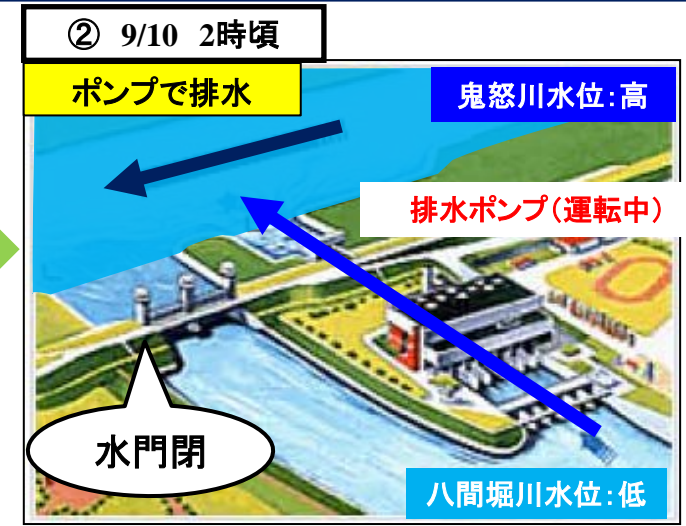 ② 9/10 2時頃
ポンプで排水
鬼怒川水位：高
排水ポンプ（運転中）
水門閉
八間堀川水位：低